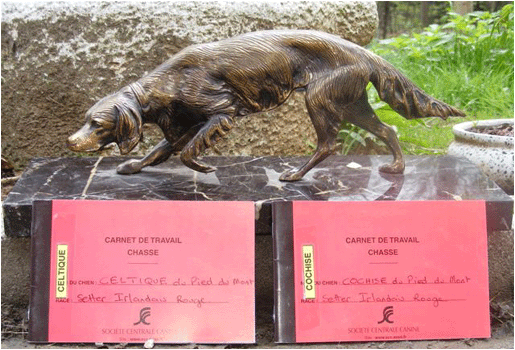 CARNET DE TRAVAIL
CHASSE
CELTIQUE
DU CHIEN : CELTIQUE du Pied du Mont
RACE Setter Irlandais Rouge
SOCIETE CENTRALE CANINE
CARNET DE TRAVAIL
CHASSE
COCHISE
DU CHIEN : COCHISE du Pied du Mont
RACE Setter Irlandais Rouge
SOCIETE CENTRALE CANINE